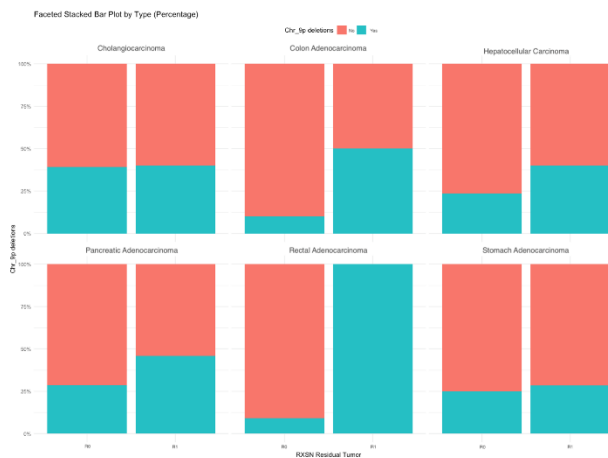 Faceted Stacked Bar Plot by Type (Percentage)
Chr_9p deletions No Yes
Cholangiocarcinoma Colon Adenocarcinoma Hepatocellular Carcinoma
100%
75%
50%
25%
0%
Pancreatic Adenocarcinoma Rectal Adenocarcinoma Stomach Adenocarcinoma
100%
75%
50%
25%
0%
Chr_9p deletions
R0 R1 R0 R1 R0 R1
RXSN Residual Tumor